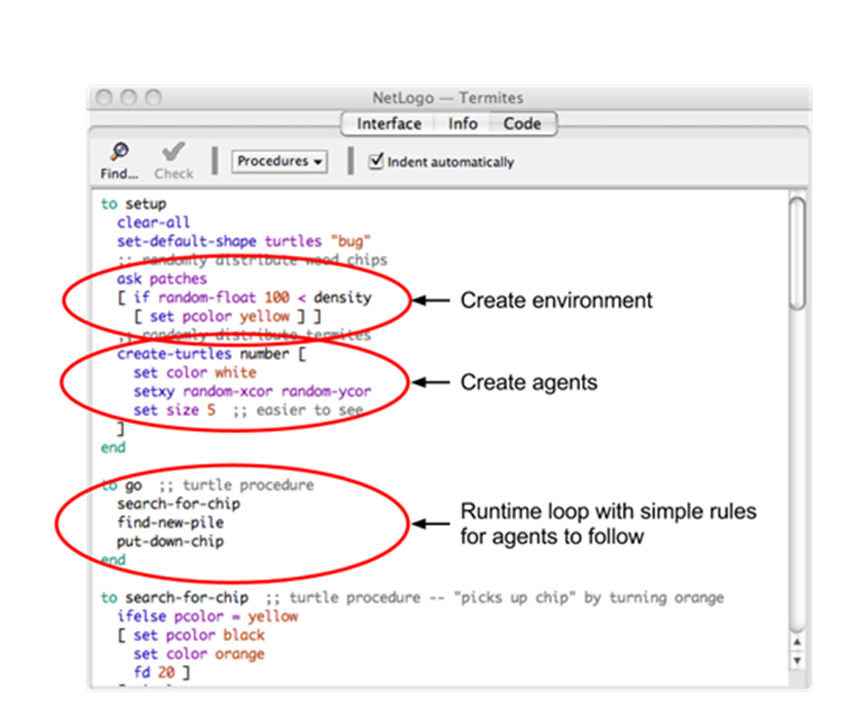 NetLogo — Termites
Interface Info Code
Find... Check Procedures Indent automatically
to setup
clear-all
set-default-shape turtles "bug"
;; randomly distribute wood chips
ask patches
[ if random-float 100 < density
[ set pcolor yellow ] ]
;; randomly distribute termites
create-turtles number [
set color white
setxy random-xcor random-ycor
set size 5 ;; easier to see
]
end
to go ;; turtle procedure
search-for-chip
find-new-pile
put-down-chip
end
to search-for-chip ;; turtle procedure -- "picks up chip" by turning orange
ifelse pcolor = yellow
[ set pcolor black
set color orange
fd 20 ]
Create environment
Create agents
Runtime loop with simple rules
for agents to follow